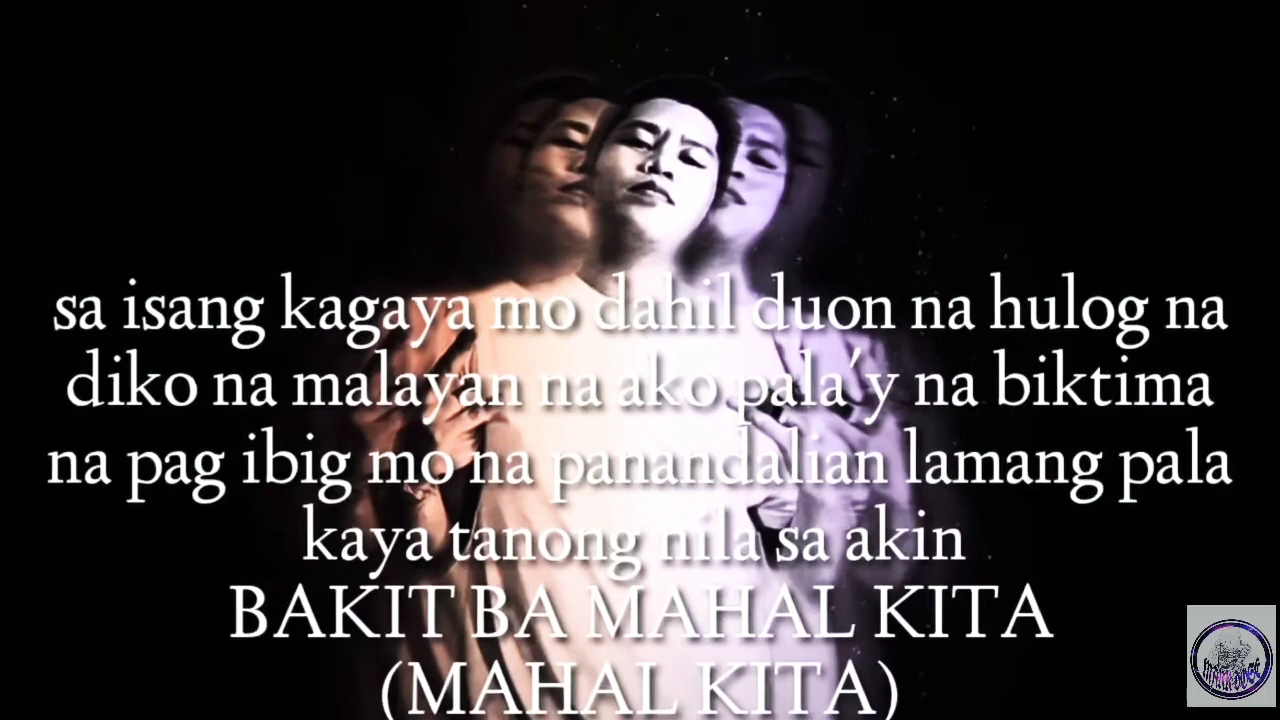 sa isang kagaya mo dahil duon na hulog na
diko na malayan na ako pala'y na biktima
na pag ibig mo na panandalian lamang pala
kaya tanong nila sa akin
BAKIT BA MAHAL KITA
(MAHAL KITA)